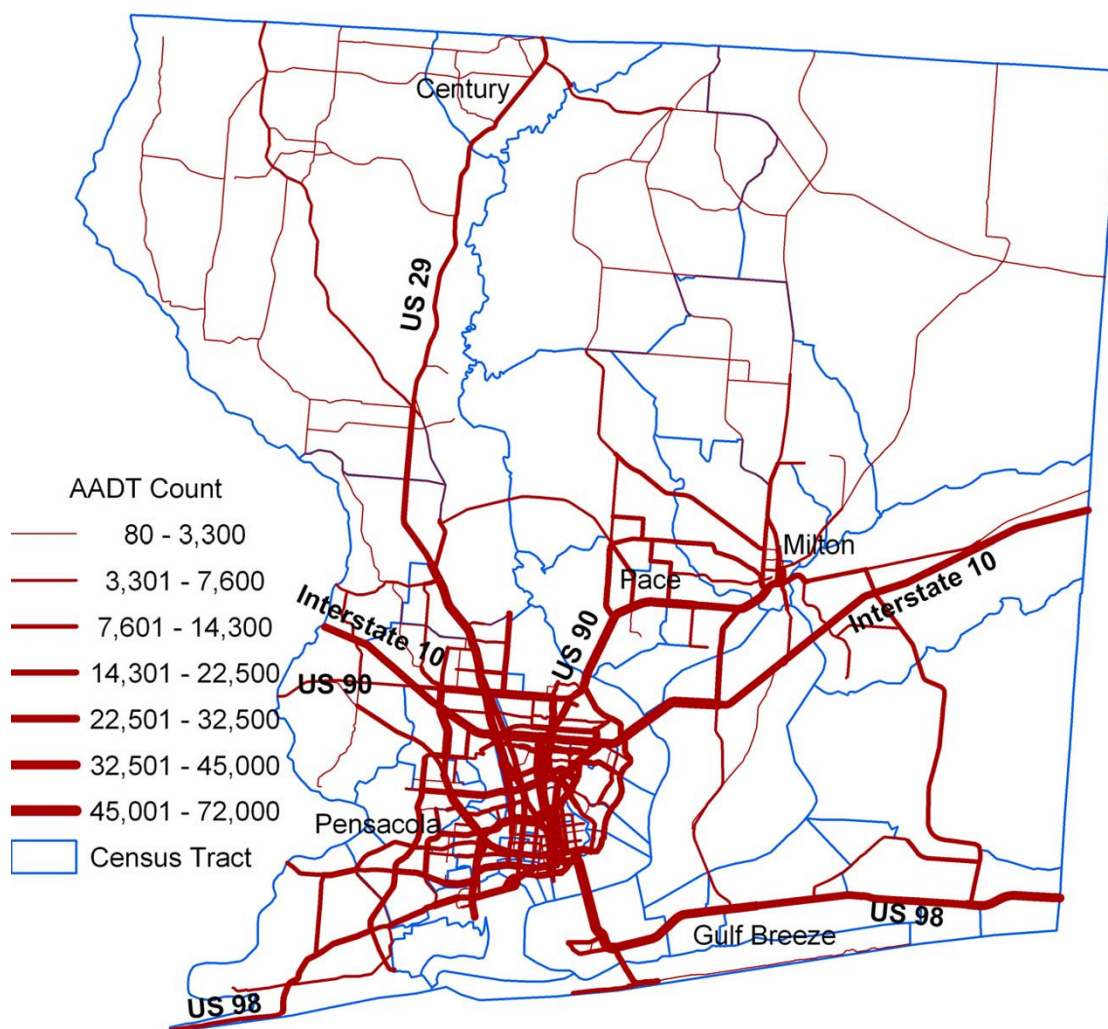 Century
US 29
AADT Count
80 - 3,300
3,301 - 7,600
7,601 - 14,300
14,301 - 22,500
22,501 - 32,500
32,501 - 45,000
45,001 - 72,000
Census Tract
Milton
Pace
Interstate 10
Interstate 10
US 90
US 90
Pensacola
US 98
Gulf Breeze
US 98